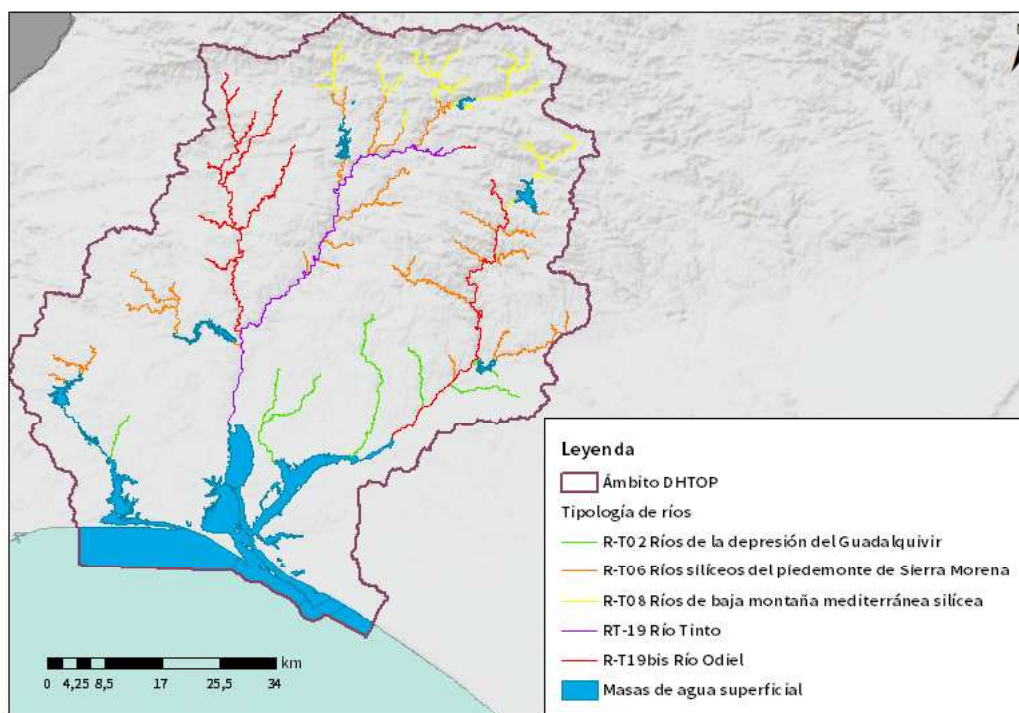 Leyenda
Ámbito DHTOP
Tipología de ríos
R-T02 Ríos de la depresión del Guadalquivir
R-T06 Ríos silíceos del piedemonte de Sierra Morena
R-T08 Ríos de baja montaña mediterránea silícea
RT-19 Río Tinto
R-T19bis Río Odiel
Masas de agua superficial
km
0 4,25 8,5 17 25,5 34